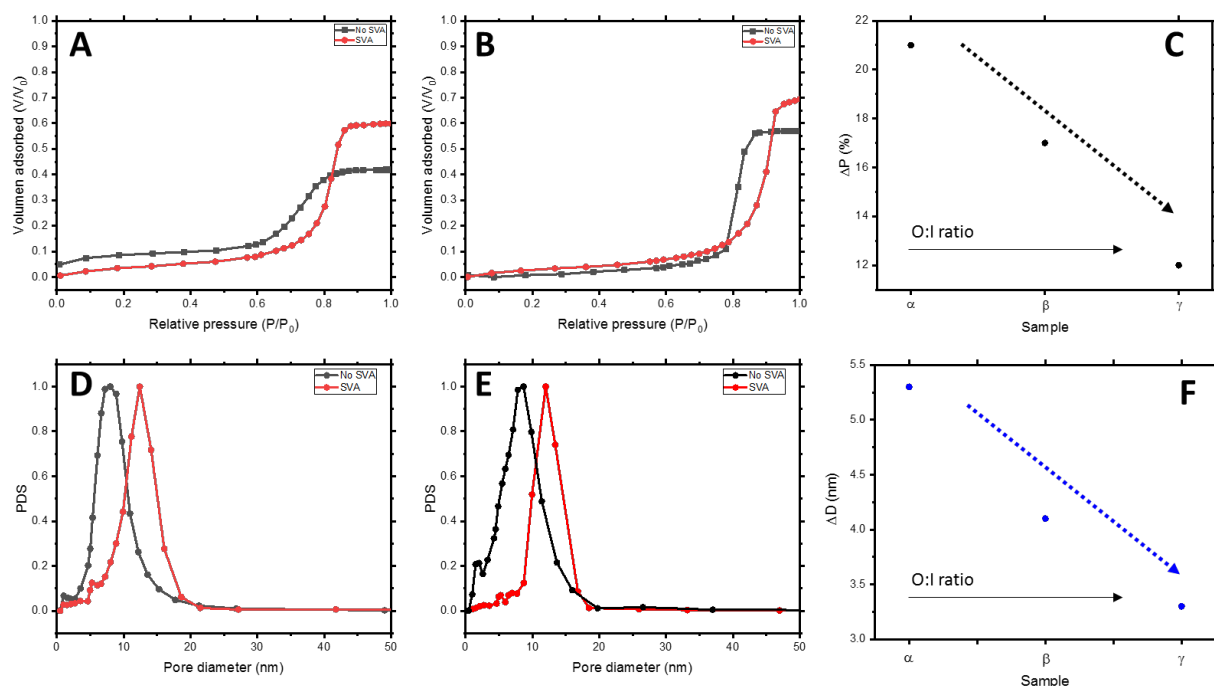 A
No SVA
SVA
1.0
0.9
0.8
0.7
0.6
0.5
0.4
0.3
0.2
0.1
0.0
Volumen adsorbed (V/V0)
0.0 0.2 0.4 0.6 0.8 1.0
Relative pressure (P/P0)
B
No SVA
SVA
1.0
0.9
0.8
0.7
0.6
0.5
0.4
0.3
0.2
0.1
0.0
Volumen adsorbed (V/V0)
0.0 0.2 0.4 0.6 0.8 1.0
Relative pressure (P/P0)
C
22
20
18
16
14
12
ΔP (%)
O:I ratio
α β γ
Sample
D
No SVA
SVA
1.0
0.8
0.6
0.4
0.2
0.0
PDS
0 10 20 30 40 50
Pore diameter (nm)
E
No SVA
SVA
1.0
0.8
0.6
0.4
0.2
0.0
PDS
0 10 20 30 40 50
Pore diameter (nm)
F
5.5
5.0
4.5
4.0
3.5
3.0
ΔD (nm)
O:I ratio
α β γ
Sample